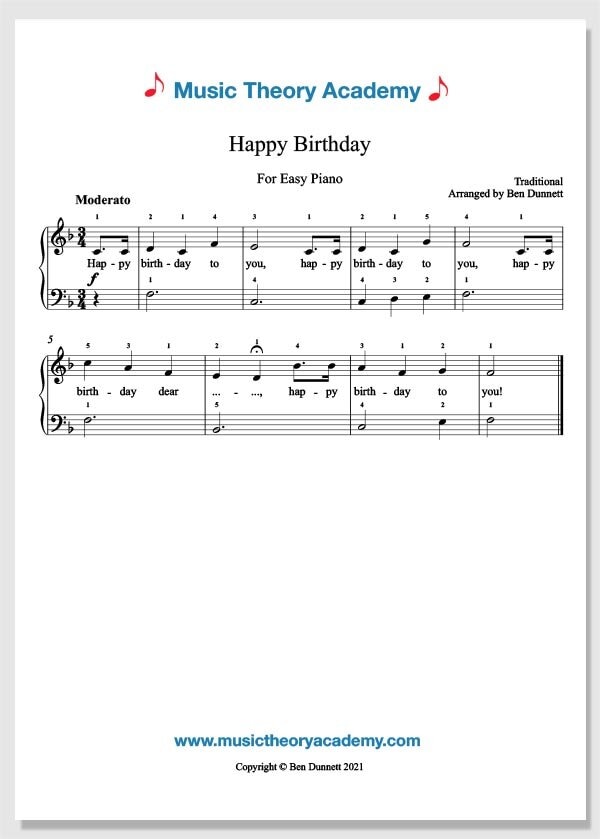 Music Theory Academy
Happy Birthday
For Easy Piano
Traditional
Moderato
Arranged by Ben Dunnett
1 2 1 4 3 1 2 1 5 4 1
3 4
Hap - py birth - day to you, hap - py birth - day to you, hap - py
f
1 4 4 3 2 1
3 4
5
5 3 1 2 1 4 3 1 2 1
birth - day dear ... - ..., hap - py birth - day to you!
1 5 4 2 1
www.musictheoryacademy.com
Copyright © Ben Dunnett 2021